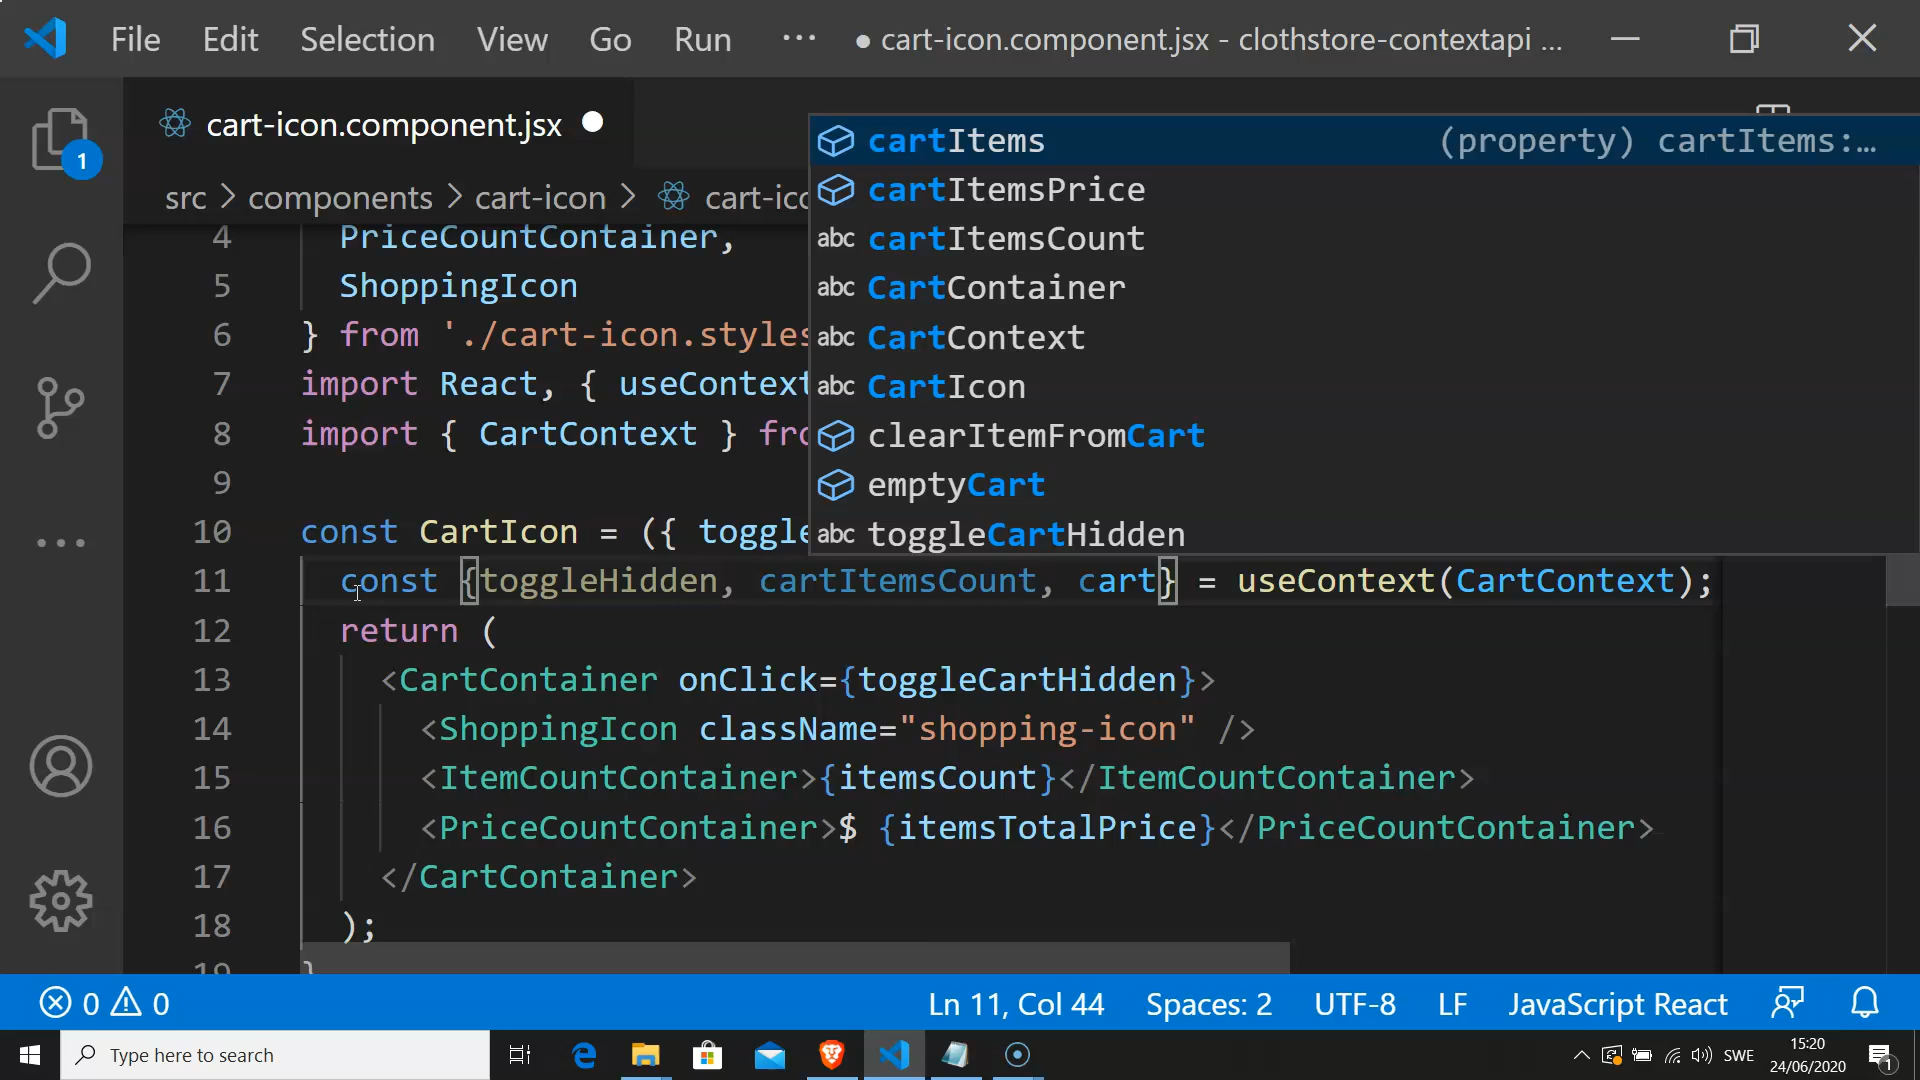 File Edit Selection View Go Run ··· ● cart-icon.component.jsx - clothstore-contextapi ...
cart-icon.component.jsx
src > components > cart-icon > cart-ico
cartItems (property) cartItems:…
cartItemsPrice
abc cartItemsCount
abc CartContainer
abc CartContext
abc CartIcon
clearItemFromCart
emptyCart
abc toggleCartHidden
4 PriceCountContainer,
5 ShoppingIcon
6 } from './cart-icon.styles
7 import React, { useContext
8 import { CartContext } fro
9
10 const CartIcon = ({ toggle
11 const {toggleHidden, cartItemsCount, cart} = useContext(CartContext);
12 return (
13 <CartContainer onClick={toggleCartHidden}>
14 <ShoppingIcon className="shopping-icon" />
15 <ItemCountContainer>{itemsCount}</ItemCountContainer>
16 <PriceCountContainer>$ {itemsTotalPrice}</PriceCountContainer>
17 </CartContainer>
18 );
19 }
1
0 0 Ln 11, Col 44 Spaces: 2 UTF-8 LF JavaScript React
Type here to search
SWE
15:20
24/06/2020
1